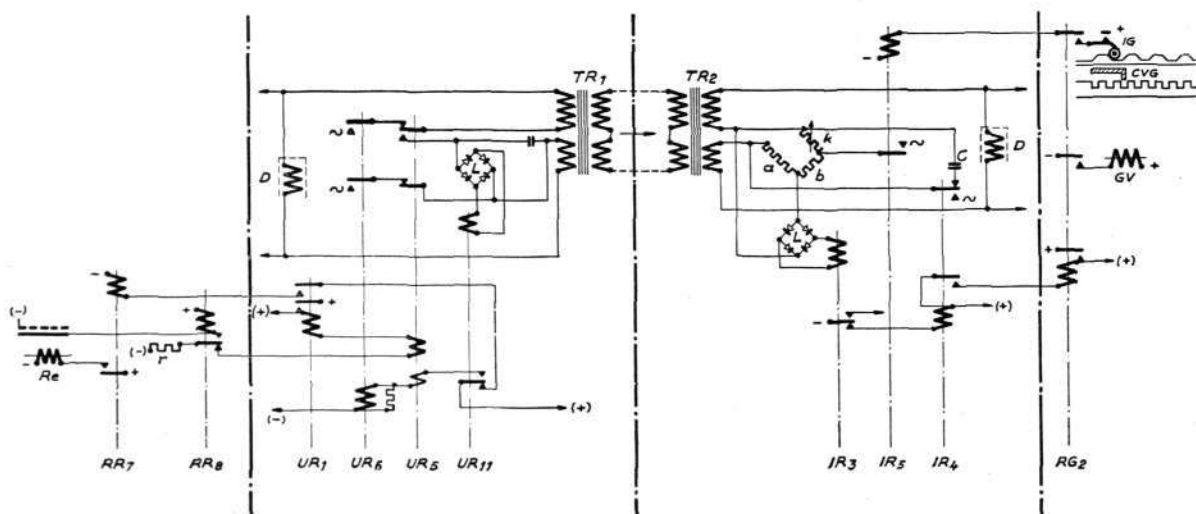 - +
IG
CVG
TR₁ TR₂
~ ~
k
D L a b C D
~ ~
- GV +
L
- + (+)
(+) +
(-) +
(-) r
- Re +
- (+)
(-) (+)
RR₇ RR₈ UR₁ UR₆ UR₅ UR₁₁ IR₃ IR₅ IR₄ RG₂